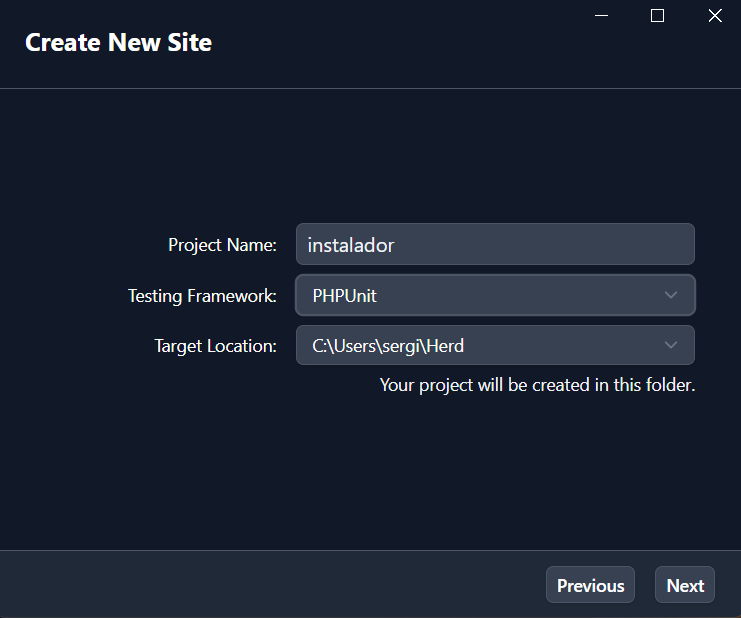 Create New Site
Project Name: instalador
Testing Framework: PHPUnit
Target Location: C:\Users\sergi\Herd
Your project will be created in this folder.
Previous Next